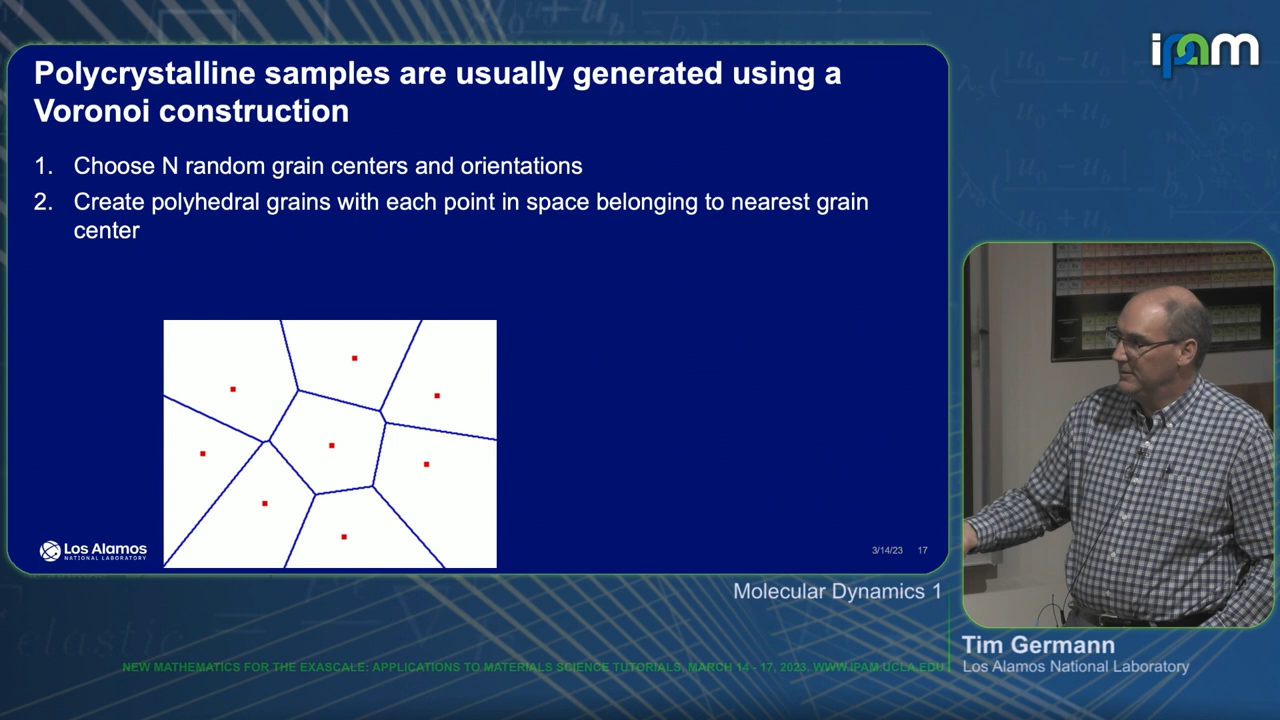 ipam
Polycrystalline samples are usually generated using a
Voronoi construction
1. Choose N random grain centers and orientations
2. Create polyhedral grains with each point in space belonging to nearest grain
center
Los Alamos
NATIONAL LABORATORY
3/14/23 17
Molecular Dynamics 1
Tim Germann
Los Alamos National Laboratory
NEW MATHEMATICS FOR THE EXASCALE: APPLICATIONS TO MATERIALS SCIENCE TUTORIALS, MARCH 14 - 17, 2023, WWW.IPAM.UCLA.EDU
elastic